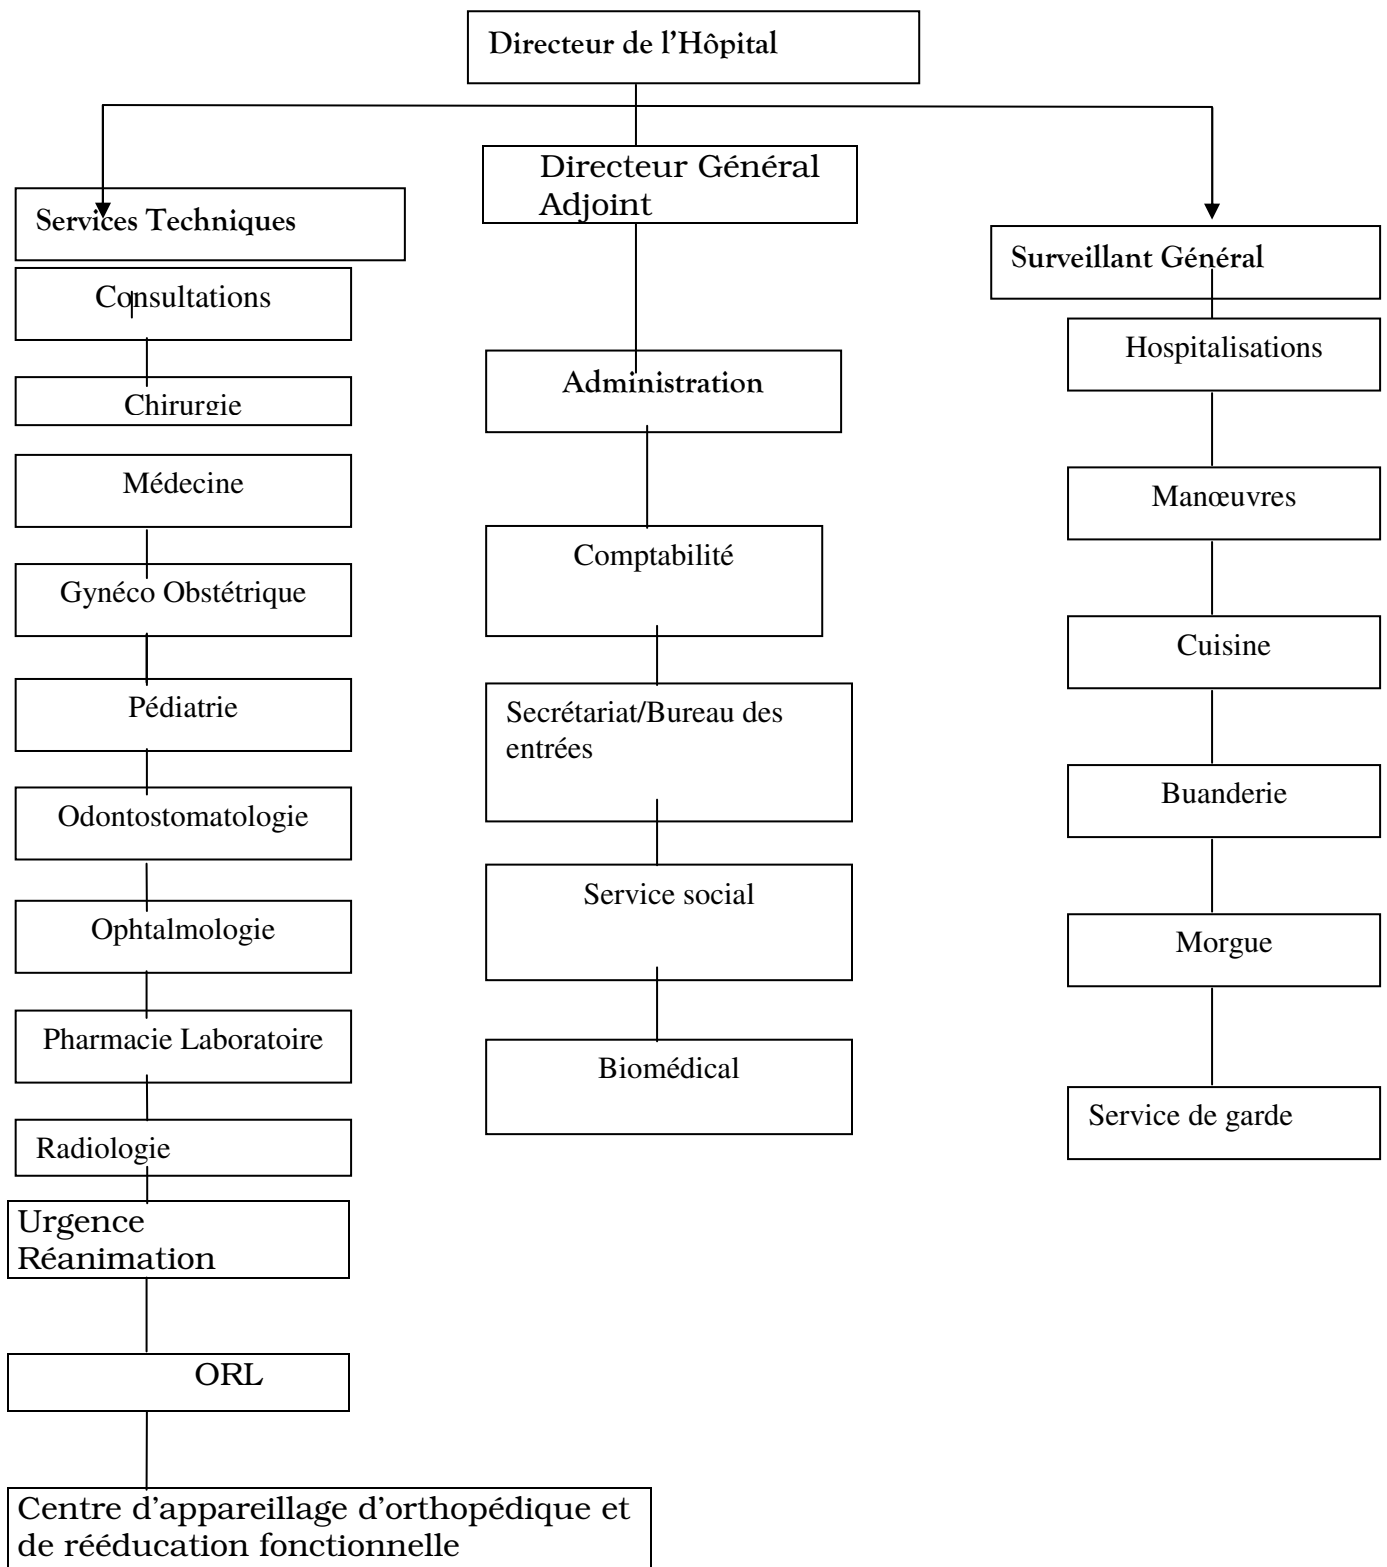 Directeur de l'Hôpital
Directeur Général
Adjoint
Services Techniques
Consultations
Chirurgie
Médecine
Gynéco Obstétrique
Pédiatrie
Odontostomatologie
Ophtalmologie
Pharmacie Laboratoire
Radiologie
Urgence
Réanimation
ORL
Centre d'appareillage d'orthopédique et
de rééducation fonctionnelle
Administration
Comptabilité
Secrétariat/Bureau des
entrées
Service social
Biomédical
Surveillant Général
Hospitalisations
Manœuvres
Cuisine
Buanderie
Morgue
Service de garde